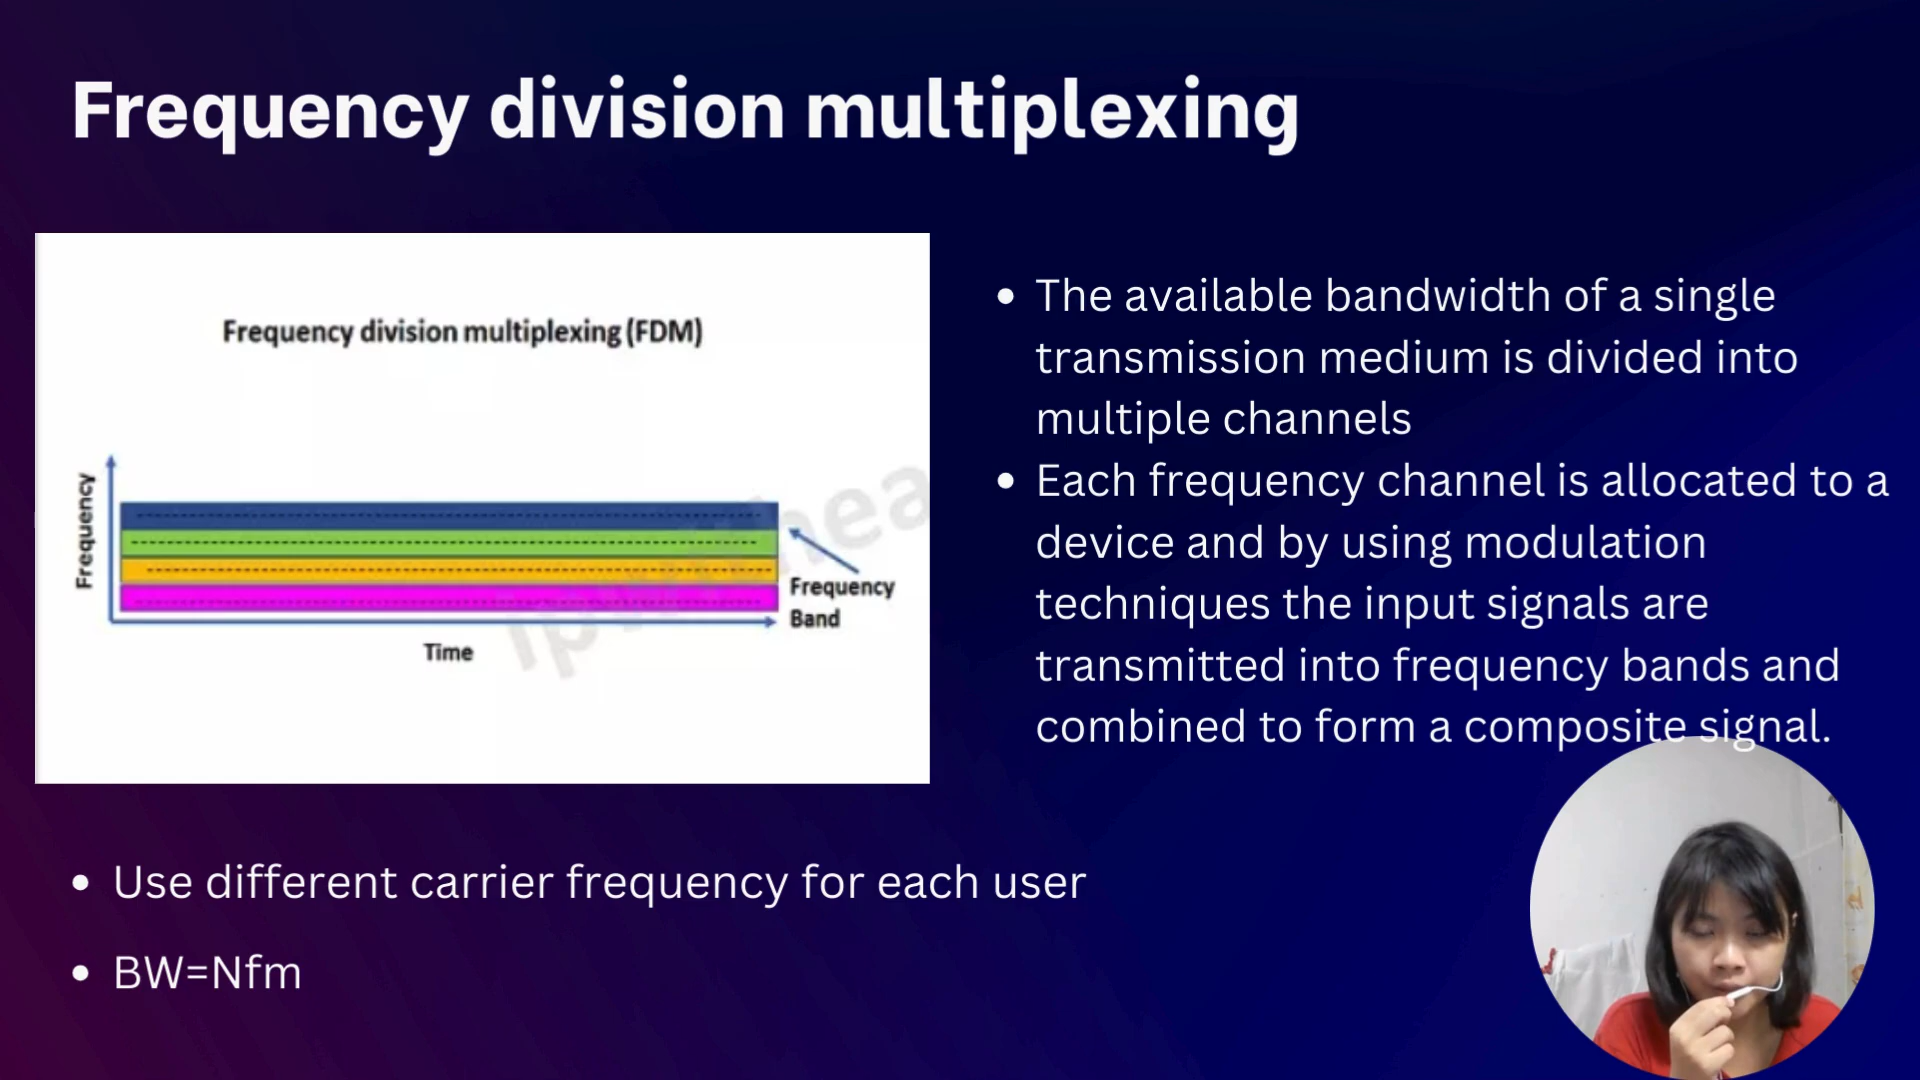 Frequency division multiplexing
Frequency division multiplexing (FDM)
Frequency
Frequency
Band
Time
The available bandwidth of a single
transmission medium is divided into
multiple channels
Each frequency channel is allocated to a
device and by using modulation
techniques the input signals are
transmitted into frequency bands and
combined to form a composite signal.
Use different carrier frequency for each user
BW=Nfm